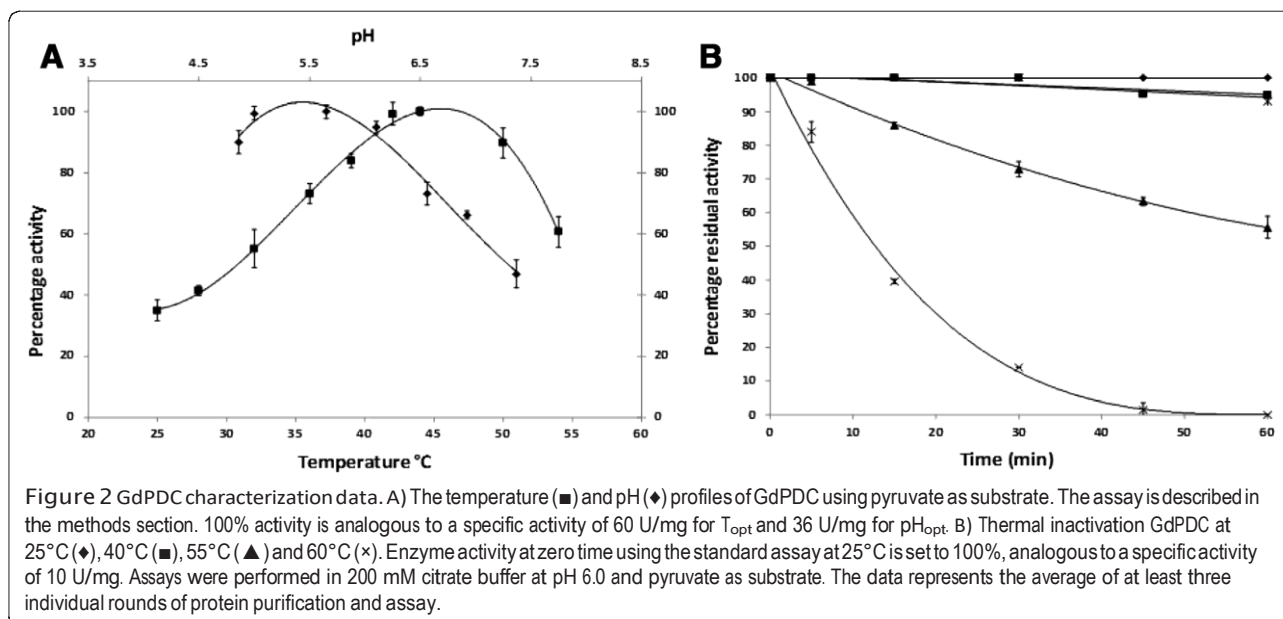 A
pH
3.5 4.5 5.5 6.5 7.5 8.5
Percentage activity
100 100
80 80
60 60
40 40
20 20
0 0
20 25 30 35 40 45 50 55 60
Temperature °C
B
Percentage residual activity
100
90
80
70
60
50
40
30
20
10
0
0 10 20 30 40 50 60
Time (min)
Figure 2 GdPDC characterization data. A) The temperature (■) and pH (♦) profiles of GdPDC using pyruvate as substrate. The assay is described in
the methods section. 100% activity is analogous to a specific activity of 60 U/mg for Topt and 36 U/mg for pHopt. B) Thermal inactivation GdPDC at
25°C (♦), 40°C (■), 55°C (▲) and 60°C (×). Enzyme activity at zero time using the standard assay at 25°C is set to 100%, analogous to a specific activity
of 10 U/mg. Assays were performed in 200 mM citrate buffer at pH 6.0 and pyruvate as substrate. The data represents the average of at least three
individual rounds of protein purification and assay.